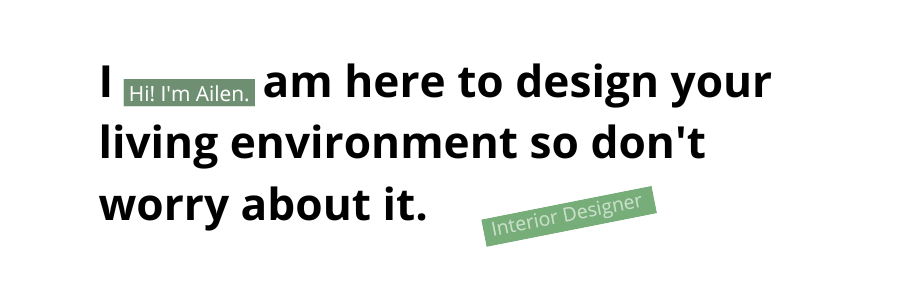 I Hi! I'm Ailen. am here to design your
living environment so don't
worry about it.
Interior Designer